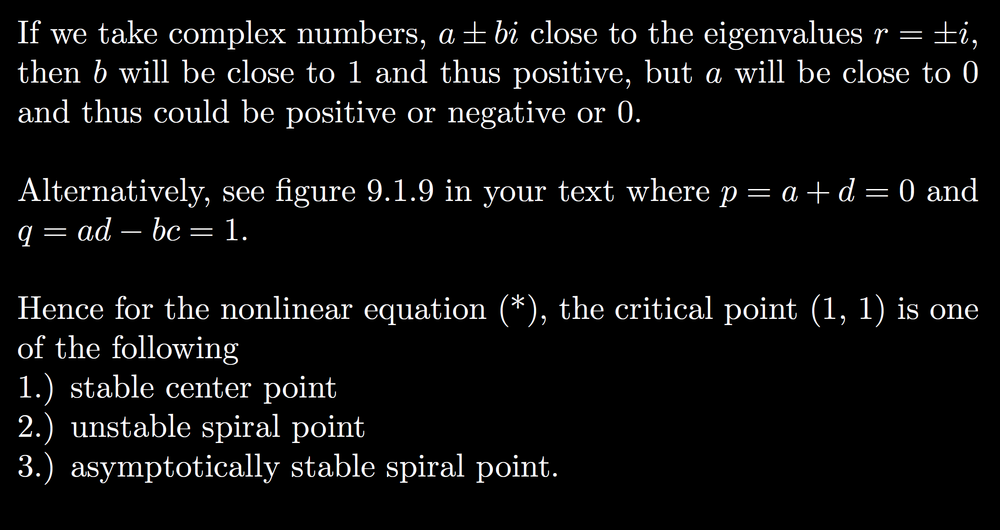 If we take complex numbers, a ± bi close to the eigenvalues r = ±i,
then b will be close to 1 and thus positive, but a will be close to 0
and thus could be positive or negative or 0.
Alternatively, see figure 9.1.9 in your text where p = a + d = 0 and
q = ad − bc = 1.
Hence for the nonlinear equation (*), the critical point (1, 1) is one
of the following
1.) stable center point
2.) unstable spiral point
3.) asymptotically stable spiral point.